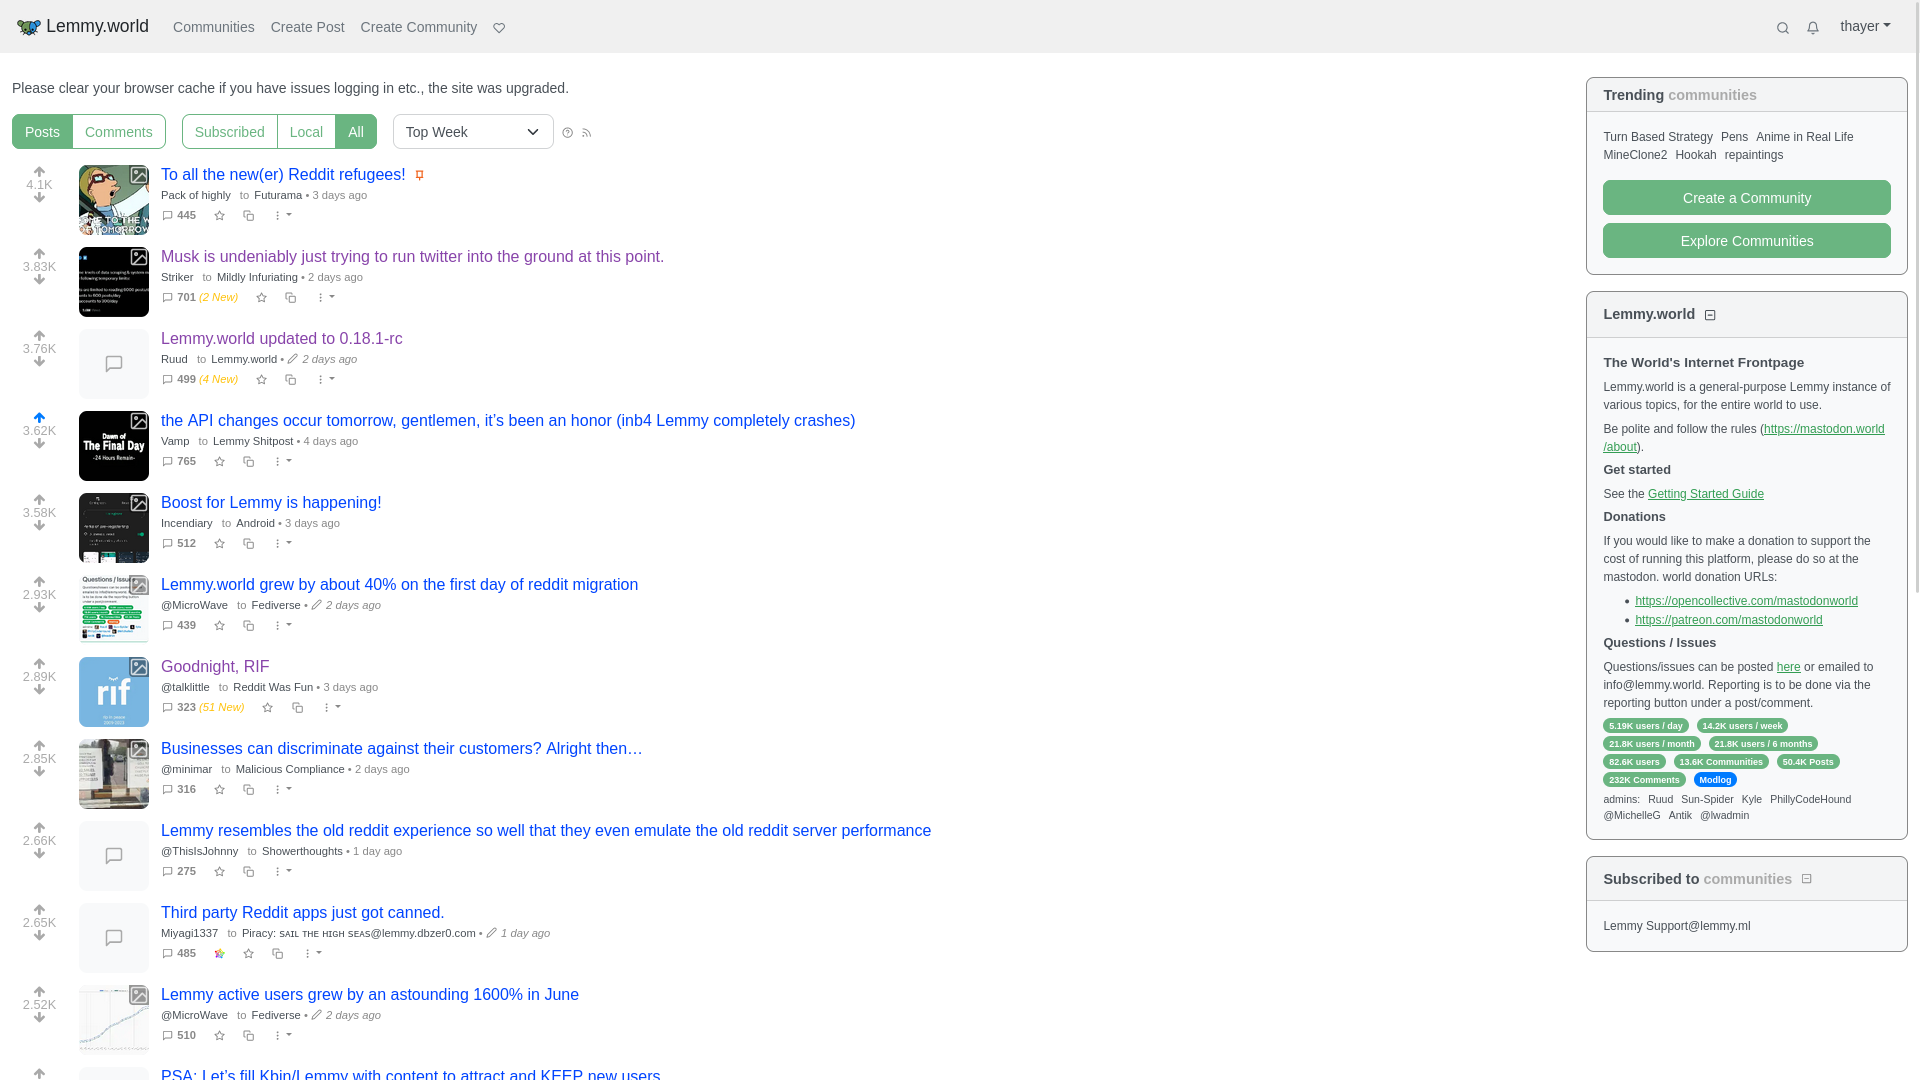 Lemmy.world Communities Create Post Create Community thayer
Please clear your browser cache if you have issues logging in etc., the site was upgraded.
Posts Comments Subscribed Local All Top Week
4.1K
To all the new(er) Reddit refugees!
Pack of highly to Futurama • 3 days ago
445
3.83K
Musk is undeniably just trying to run twitter into the ground at this point.
Striker to Mildly Infuriating • 2 days ago
701 (2 New)
3.76K
Lemmy.world updated to 0.18.1-rc
Ruud to Lemmy.world • 2 days ago
499 (4 New)
3.62K
Dawn of
The Final Day
-24 Hours Remain-
the API changes occur tomorrow, gentlemen, it’s been an honor (inb4 Lemmy completely crashes)
Vamp to Lemmy Shitpost • 4 days ago
765
3.58K
Boost for Lemmy is happening!
Incendiary to Android • 3 days ago
512
2.93K
Questions / Issues
Lemmy.world grew by about 40% on the first day of reddit migration
@MicroWave to Fediverse • 2 days ago
439
2.89K
rif
Goodnight, RIF
@talklittle to Reddit Was Fun • 3 days ago
323 (51 New)
2.85K
Businesses can discriminate against their customers? Alright then…
@minimar to Malicious Compliance • 2 days ago
316
2.66K
Lemmy resembles the old reddit experience so well that they even emulate the old reddit server performance
@ThisIsJohnny to Showerthoughts • 1 day ago
275
2.65K
Third party Reddit apps just got canned.
Miyagi1337 to Piracy: ꜱᴀɪʟ ᴛʜᴇ ʜɪɢʜ ꜱᴇᴀꜱ@lemmy.dbzer0.com • 1 day ago
485
2.52K
Lemmy active users grew by an astounding 1600% in June
@MicroWave to Fediverse • 2 days ago
510
PSA: Let’s fill Kbin/Lemmy with content to attract and KEEP new users
Trending communities
Turn Based Strategy Pens Anime in Real Life
MineClone2 Hookah repaintings
Create a Community
Explore Communities
Lemmy.world
The World's Internet Frontpage
Lemmy.world is a general-purpose Lemmy instance of
various topics, for the entire world to use.
Be polite and follow the rules (https://mastodon.world
/about).
Get started
See the Getting Started Guide
Donations
If you would like to make a donation to support the
cost of running this platform, please do so at the
mastodon. world donation URLs:
• https://opencollective.com/mastodonworld
• https://patreon.com/mastodonworld
Questions / Issues
Questions/issues can be posted here or emailed to
info@lemmy.world. Reporting is to be done via the
reporting button under a post/comment.
5.19K users / day 14.2K users / week
21.8K users / month 21.8K users / 6 months
82.6K users 13.6K Communities 50.4K Posts
232K Comments Modlog
admins: Ruud Sun-Spider Kyle PhillyCodeHound
@MichelleG Antik @lwadmin
Subscribed to communities
Lemmy Support@lemmy.ml